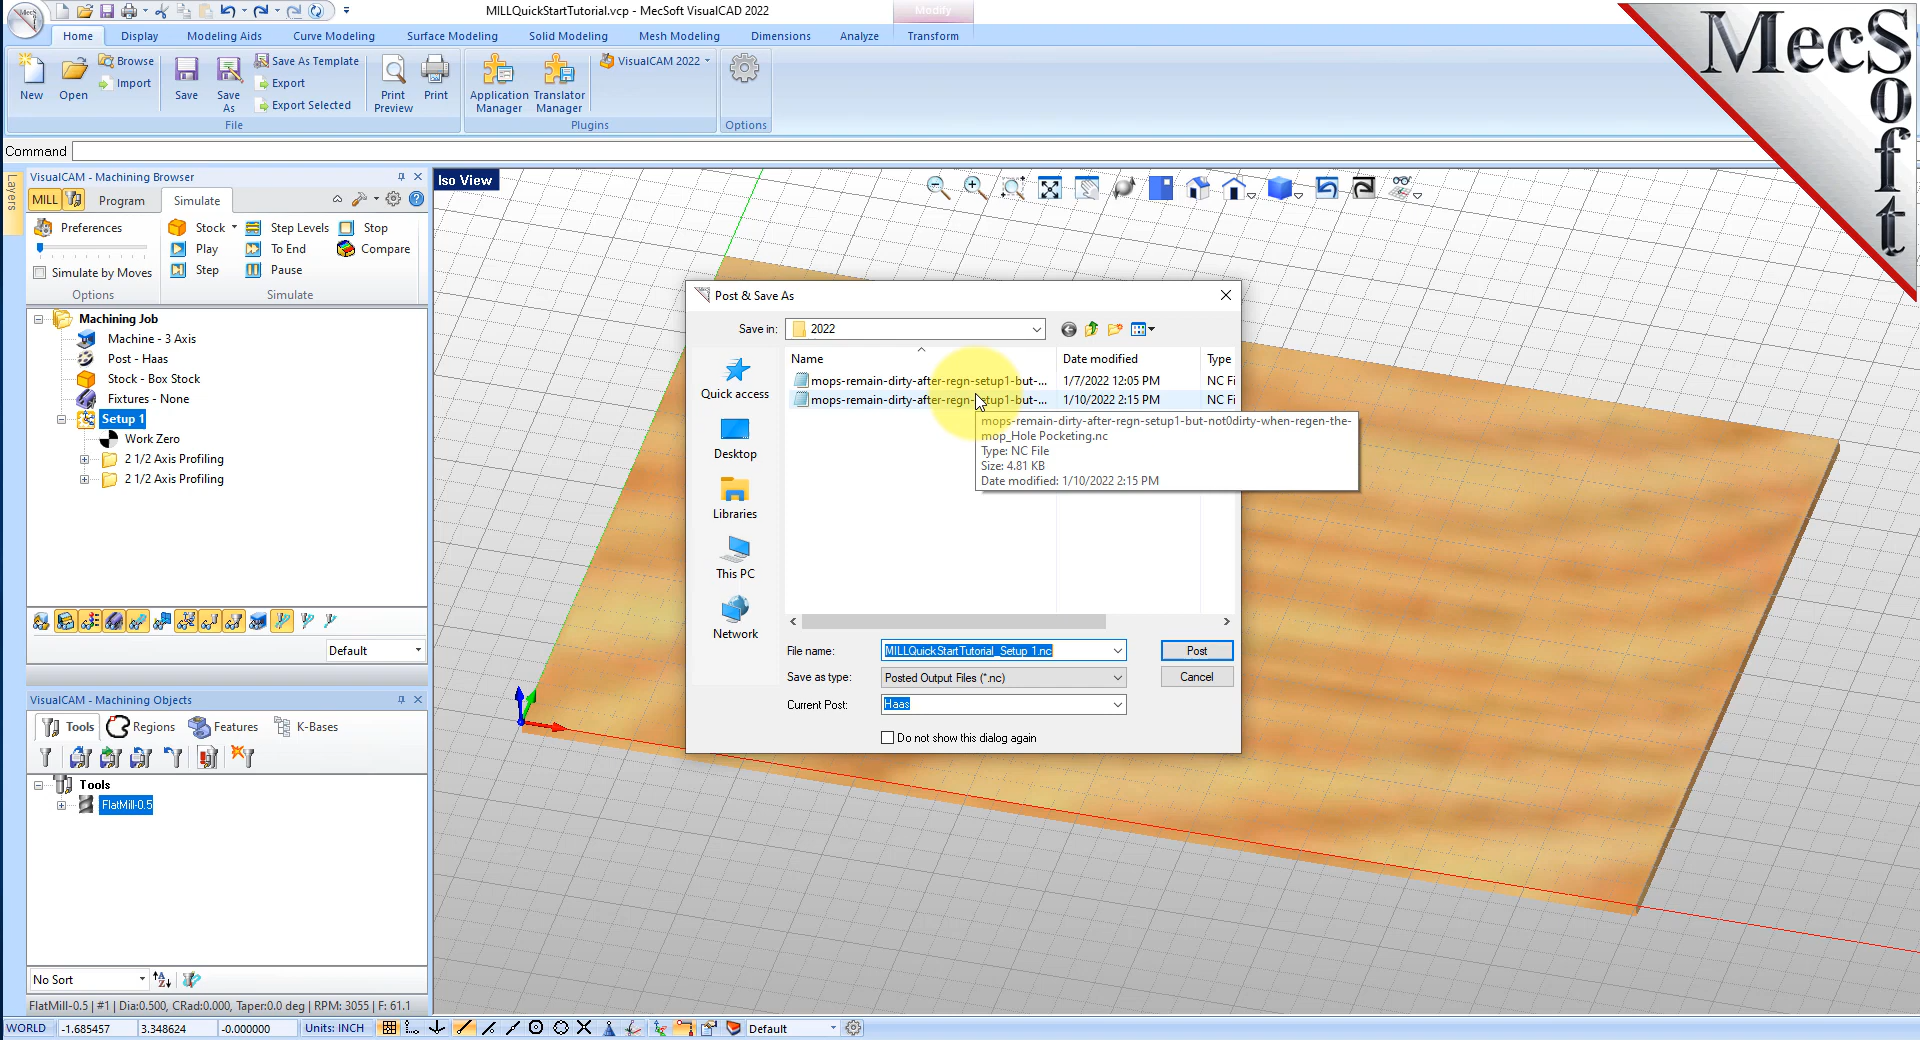 MILLQuickStartTutorial.vcp - MecSoft VisualCAD 2022
Modify
Home Display Modeling Aids Curve Modeling Surface Modeling Solid Modeling Mesh Modeling Dimensions Analyze Transform
New
Open
Browse
Import
Save
Save As
Save As Template
Export
Export Selected
File
Print Preview
Print
Application Manager
Translator Manager
VisualCAM 2022
Plugins
Options
MecSoft
Command
Layers
VisualCAM - Machining Browser
MILL Program Simulate
Preferences
Simulate by Moves
Options
Stock Step Levels Stop
Play To End Compare
Step Pause
Simulate
Machining Job
Machine - 3 Axis
Post - Haas
Stock - Box Stock
Fixtures - None
Setup 1
Work Zero
2 1/2 Axis Profiling
2 1/2 Axis Profiling
Default
VisualCAM - Machining Objects
Tools Regions Features K-Bases
Tools
FlatMill-0.5
No Sort
FlatMill-0.5 | #1 | Dia:0.500, CRad:0.000, Taper:0.0 deg | RPM: 3055 | F: 61.1
WORLD -1.685457 3.348624 -0.000000 Units: INCH Default
Iso View
Post & Save As
Save in: 2022
Name Date modified Type
mops-remain-dirty-after-regn-setup1-but-... 1/7/2022 12:05 PM NC Fi
mops-remain-dirty-after-regn-setup1-but-... 1/10/2022 2:15 PM NC Fi
mops-remain-dirty-after-regn-setup1-but-not0dirty-when-regen-the-
mop_Hole Pocketing.nc
Type: NC File
Size: 4.81 KB
Date modified: 1/10/2022 2:15 PM
Quick access
Desktop
Libraries
This PC
Network
File name: MILLQuickStartTutorial_Setup 1.nc Post
Save as type: Posted Output Files (*.nc) Cancel
Current Post: Haas
Do not show this dialog again